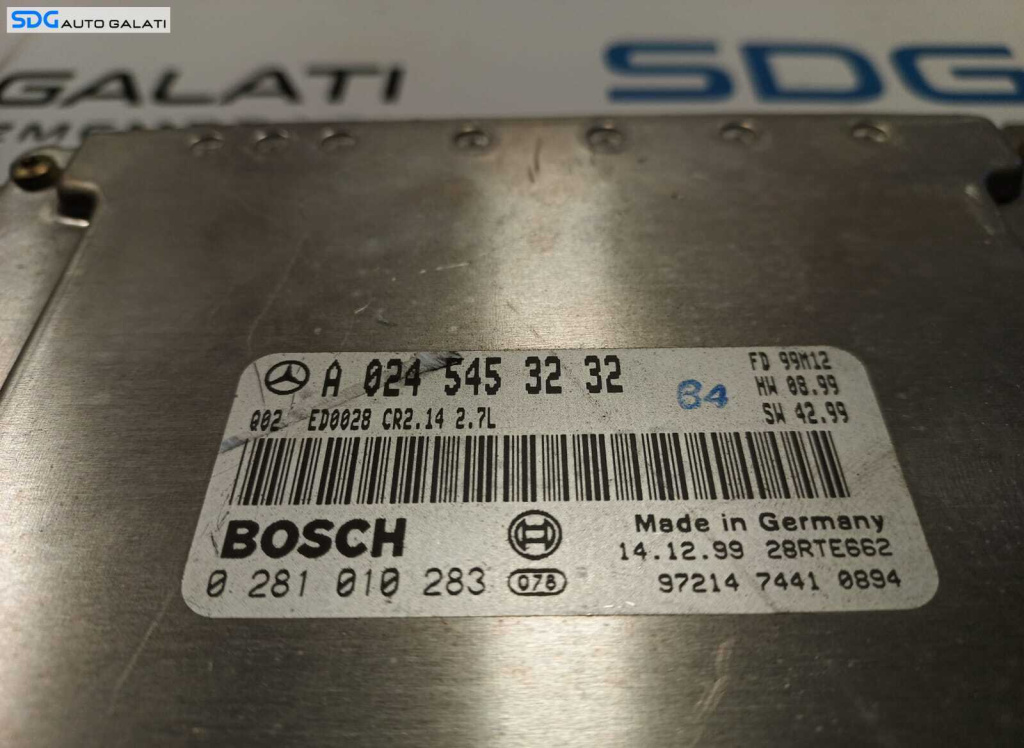 SDG AUTO GALATI
GALATI
SDG
A 024 545 32 32
FD 99M12
HW 08.99
SW 42.99
Q02 ED0028 CR2.14 2.7L
64
BOSCH
Made in Germany
14.12.99 28RTE662
0 281 010 283 078
97214 7441 0894